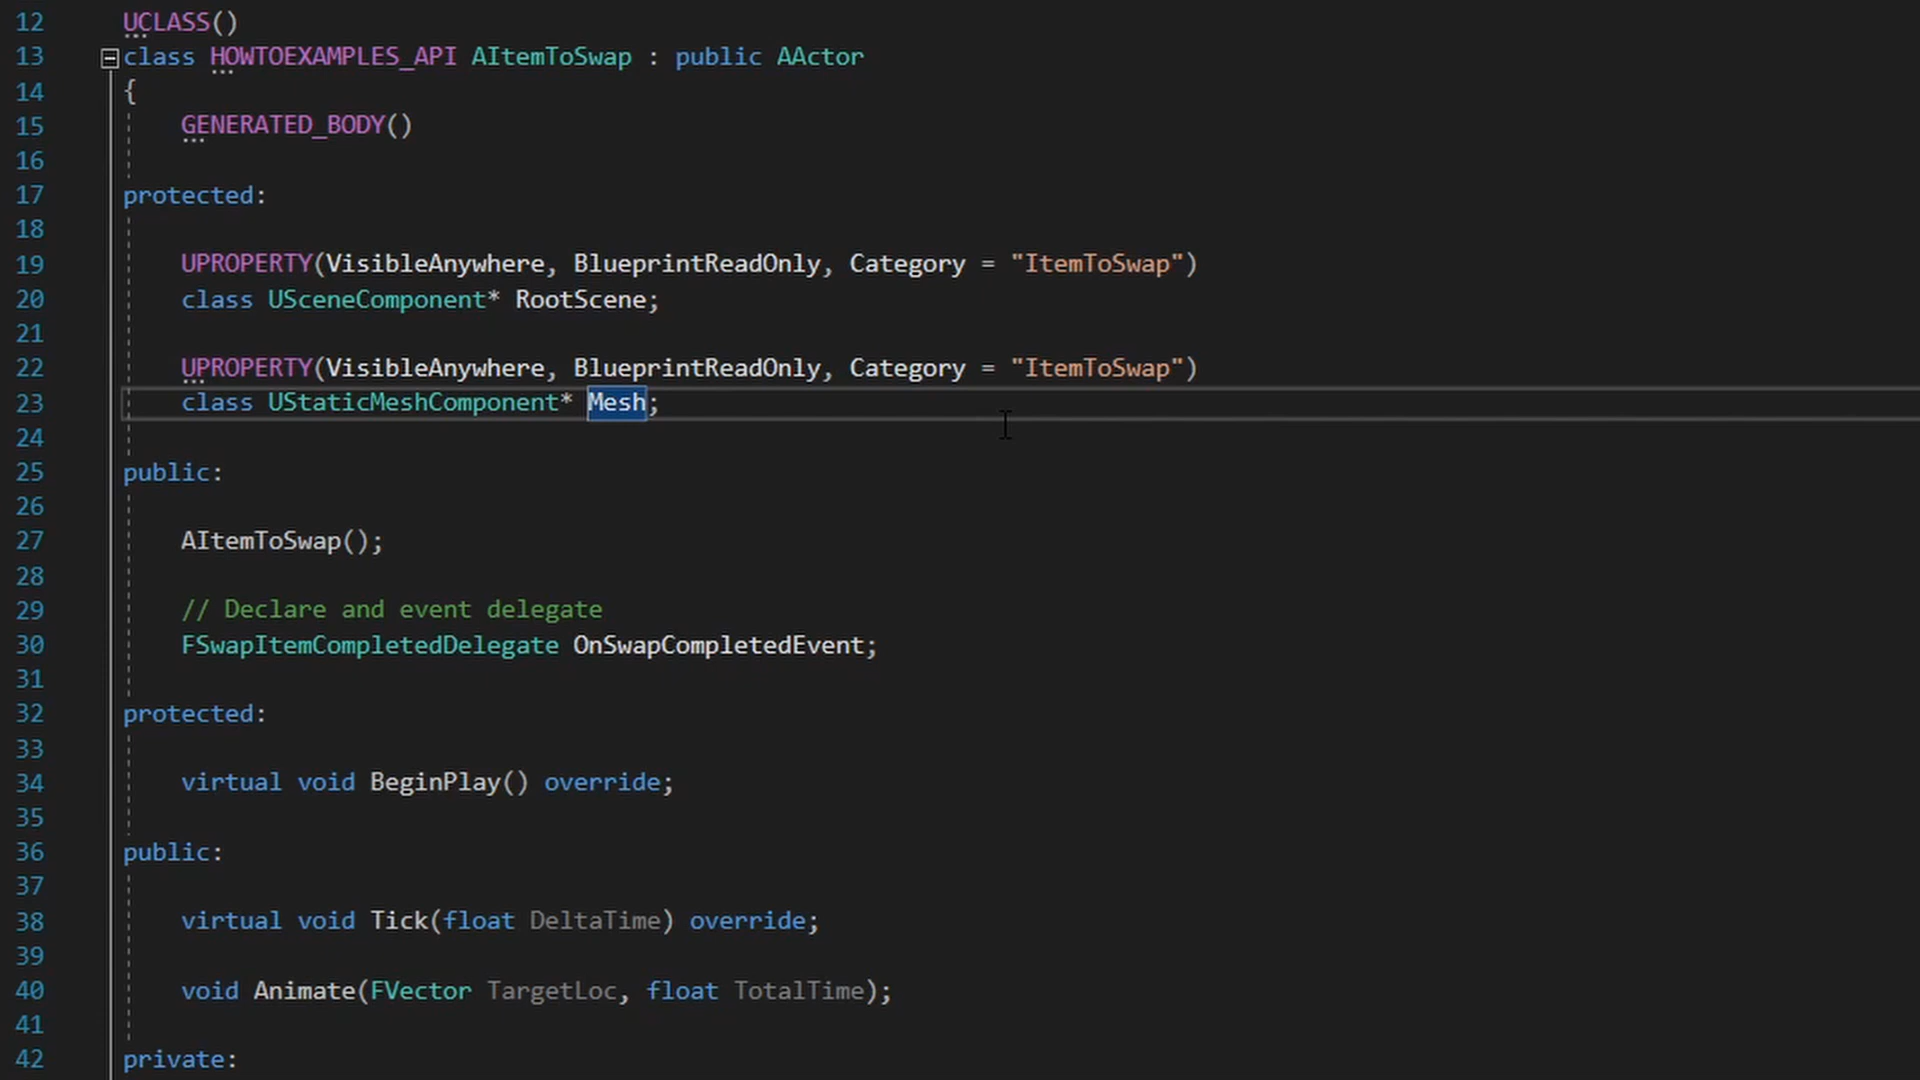 12 UCLASS()
13 class HOWTOEXAMPLES_API AItemToSwap : public AActor
14 {
15 GENERATED_BODY()
16
17 protected:
18
19 UPROPERTY(VisibleAnywhere, BlueprintReadOnly, Category = "ItemToSwap")
20 class USceneComponent* RootScene;
21
22 UPROPERTY(VisibleAnywhere, BlueprintReadOnly, Category = "ItemToSwap")
23 class UStaticMeshComponent* Mesh;
24
25 public:
26
27 AItemToSwap();
28
29 // Declare and event delegate
30 FSwapItemCompletedDelegate OnSwapCompletedEvent;
31
32 protected:
33
34 virtual void BeginPlay() override;
35
36 public:
37
38 virtual void Tick(float DeltaTime) override;
39
40 void Animate(FVector TargetLoc, float TotalTime);
41
42 private: